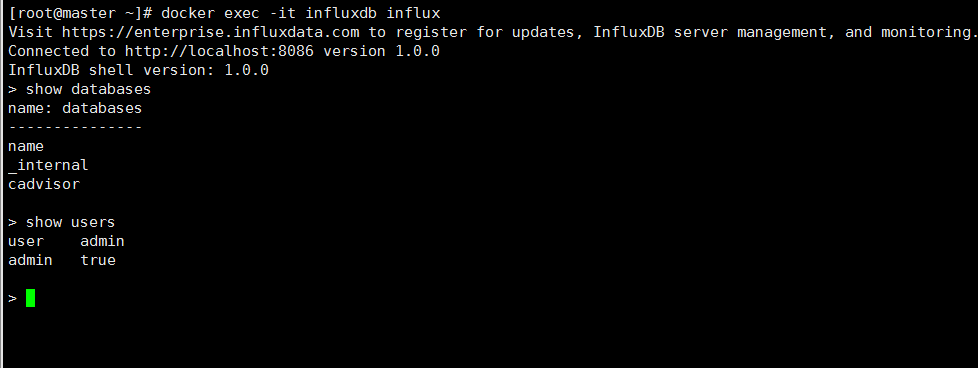 [root@master ~]# docker exec -it influxdb influx
Visit https://enterprise.influxdata.com to register for updates, InfluxDB server management, and monitoring.
Connected to http://localhost:8086 version 1.0.0
InfluxDB shell version: 1.0.0
> show databases
name: databases
---------------
name
_internal
cadvisor
> show users
user    admin
admin   true
>